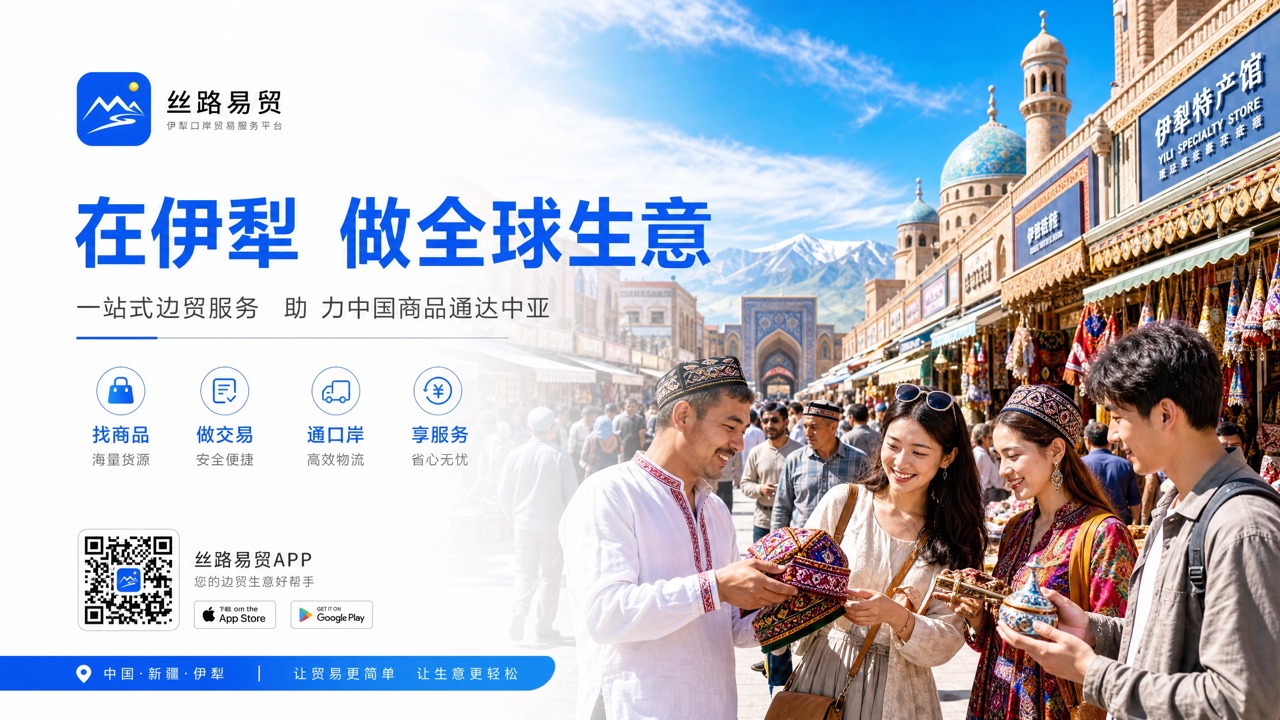 丝路易贸
伊犁口岸贸易服务平台
在伊犁 做全球生意
一站式边贸服务 助 力中国商品通达中亚
找商品
海量货源
做交易
安全便捷
通口岸
高效物流
享服务
省心无忧
丝路易贸APP
您的边贸生意好帮手
App Store
GET IT ON
Google Play
中国·新疆·伊犁 | 让贸易更简单 让生意更轻松
伊犁特产馆
YILI SPECIALTY STORE